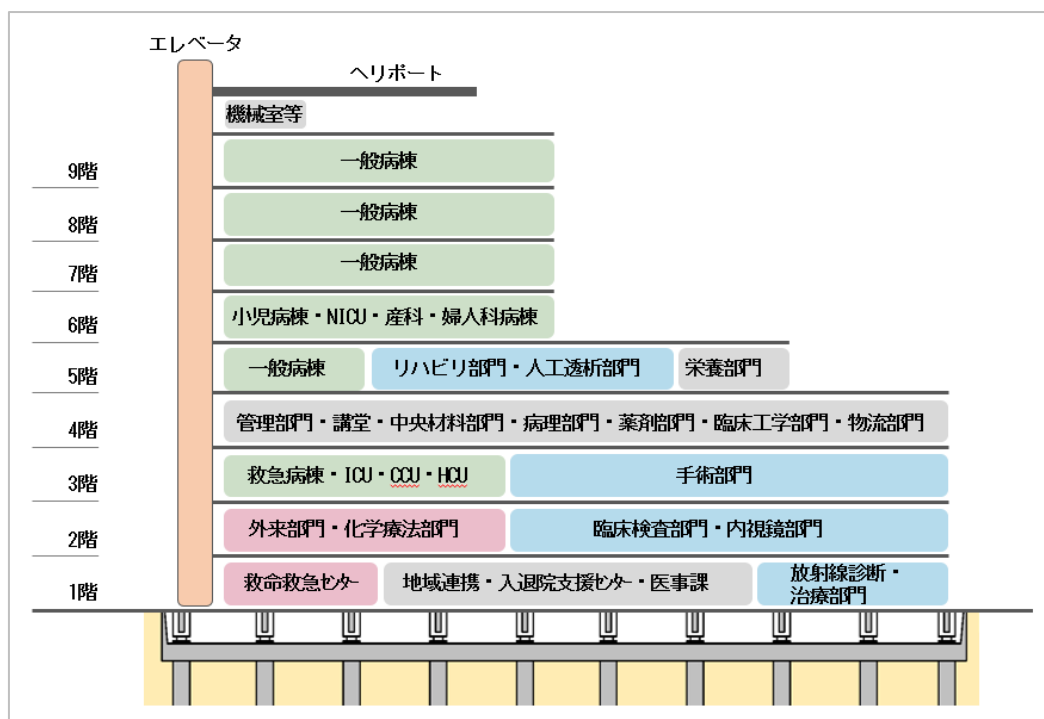 エレベータ
ヘリポート
機械室等
9階
一般病棟
8階
一般病棟
7階
一般病棟
6階
小児病棟・NICU・産科・婦人科病棟
5階
一般病棟
リハビリ部門・人工透析部門
栄養部門
4階
管理部門・講堂・中央材料部門・病理部門・薬剤部門・臨床工学部門・物流部門
3階
救急病棟・ICU・CCU・HCU
手術部門
2階
外来部門・化学療法部門
臨床検査部門・内視鏡部門
1階
救命救急センター
地域連携・入退院支援センター・医事課
放射線診断・
治療部門